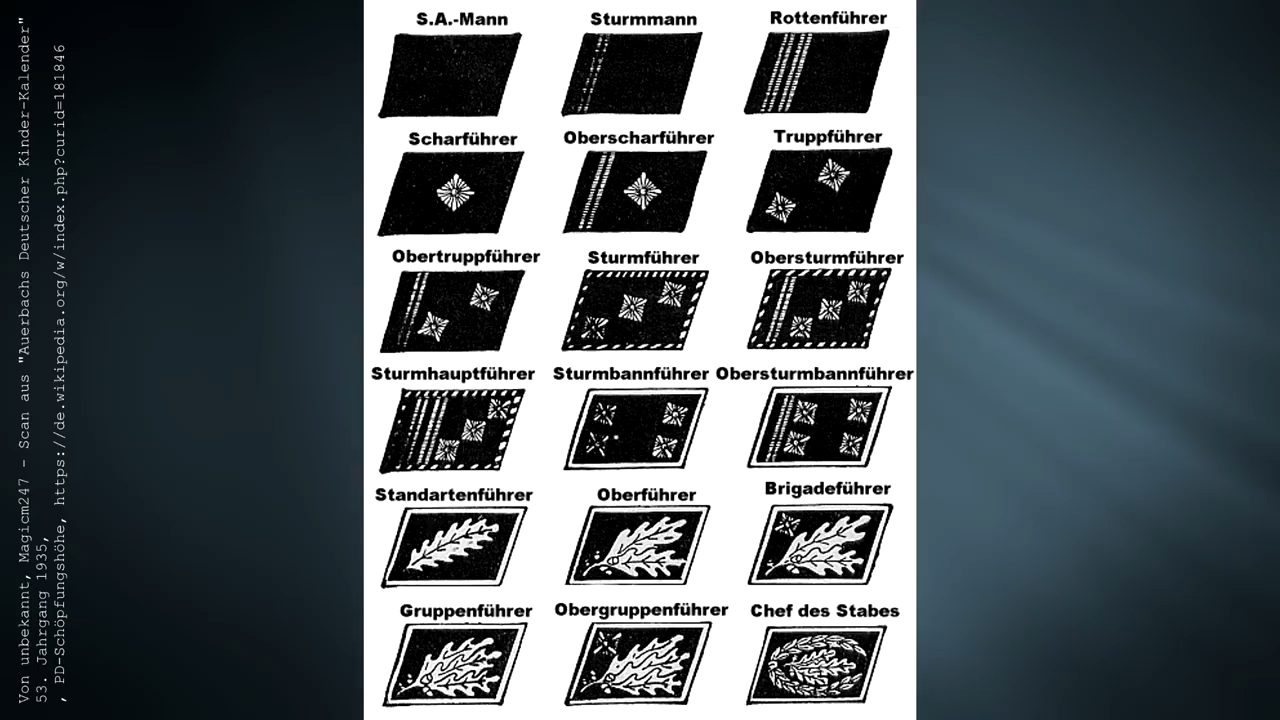 S.A.-Mann
Sturmmann
Rottenführer
Scharführer
Oberscharführer
Truppführer
Obertruppführer
Sturmführer
Obersturmführer
Sturmhauptführer
Sturmbannführer
Obersturmbannführer
Standartenführer
Oberführer
Brigadeführer
Gruppenführer
Obergruppenführer
Chef des Stabes
Von unbekannt, Magicm247 - Scan aus "Auerbachs Deutscher Kinder-Kalender"
53. Jahrgang 1935,
, PD-Schöpfungshöhe, https://de.wikipedia.org/w/index.php?curid=181846